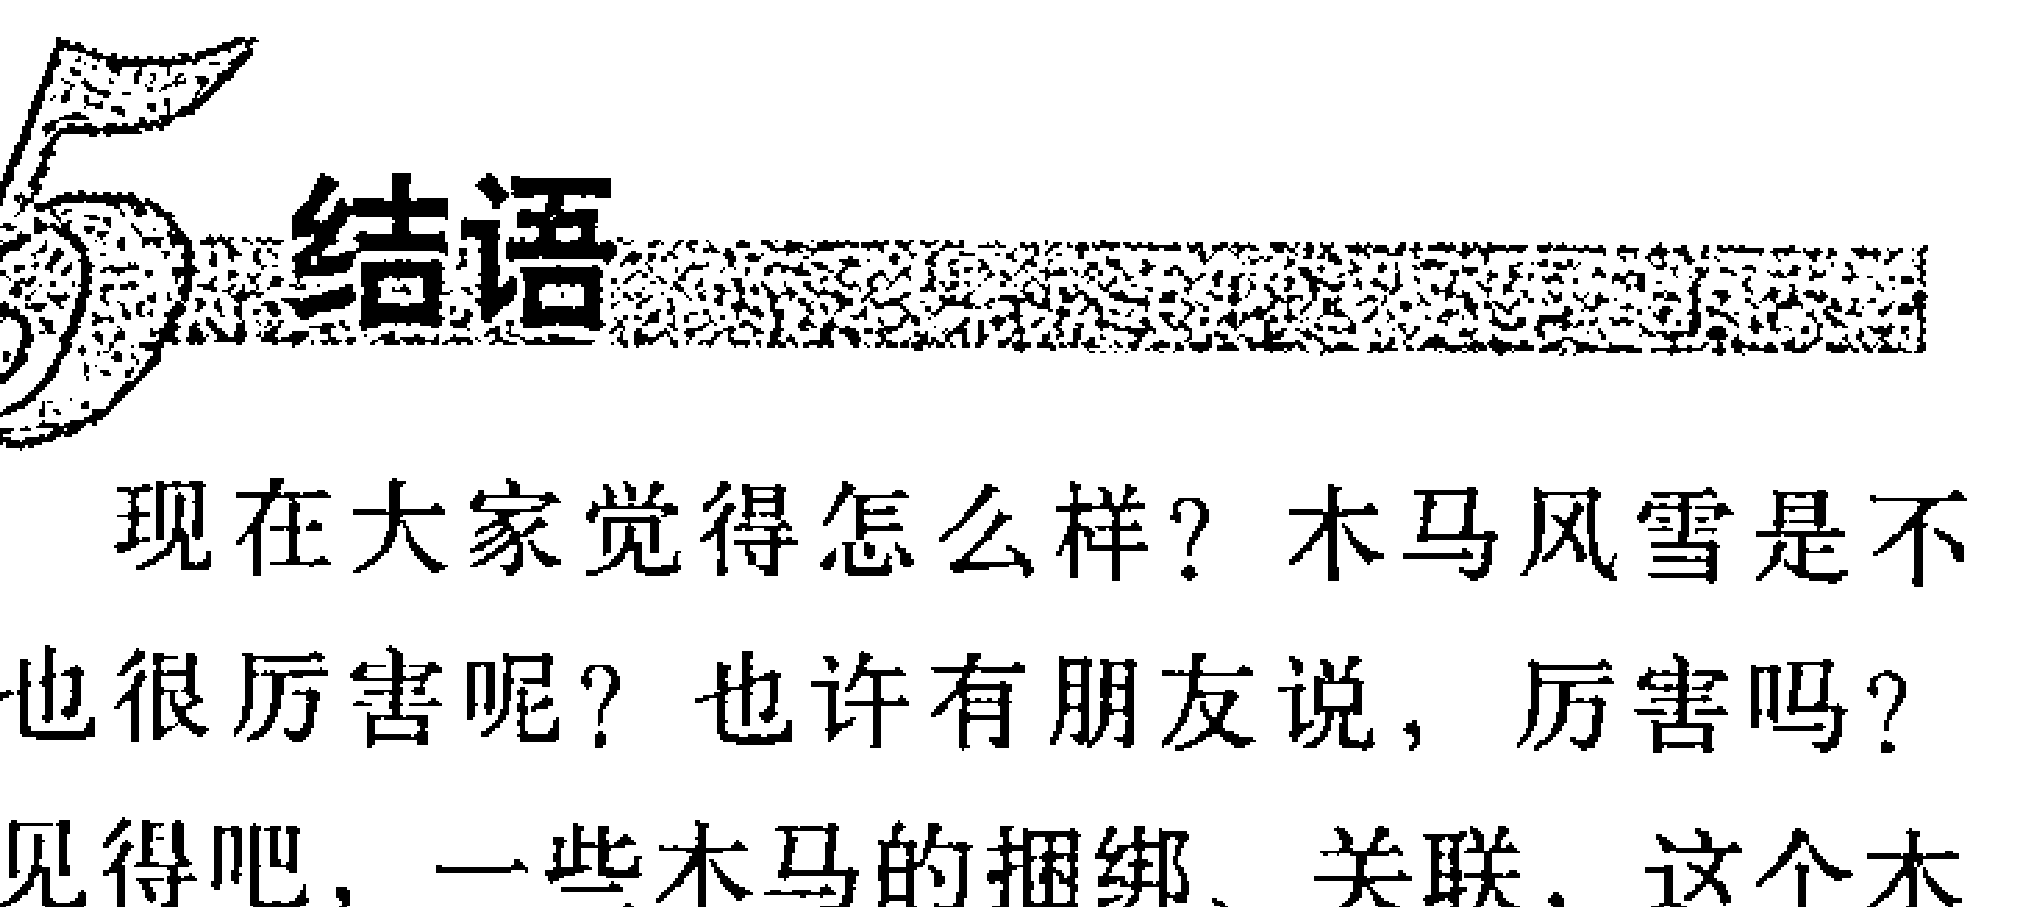 5 结语
现在大家觉得怎么样？木马风雪是不
也很厉害呢？也许有朋友说，厉害吗？
见得吧，一些木马的捆绑、关联，这个木